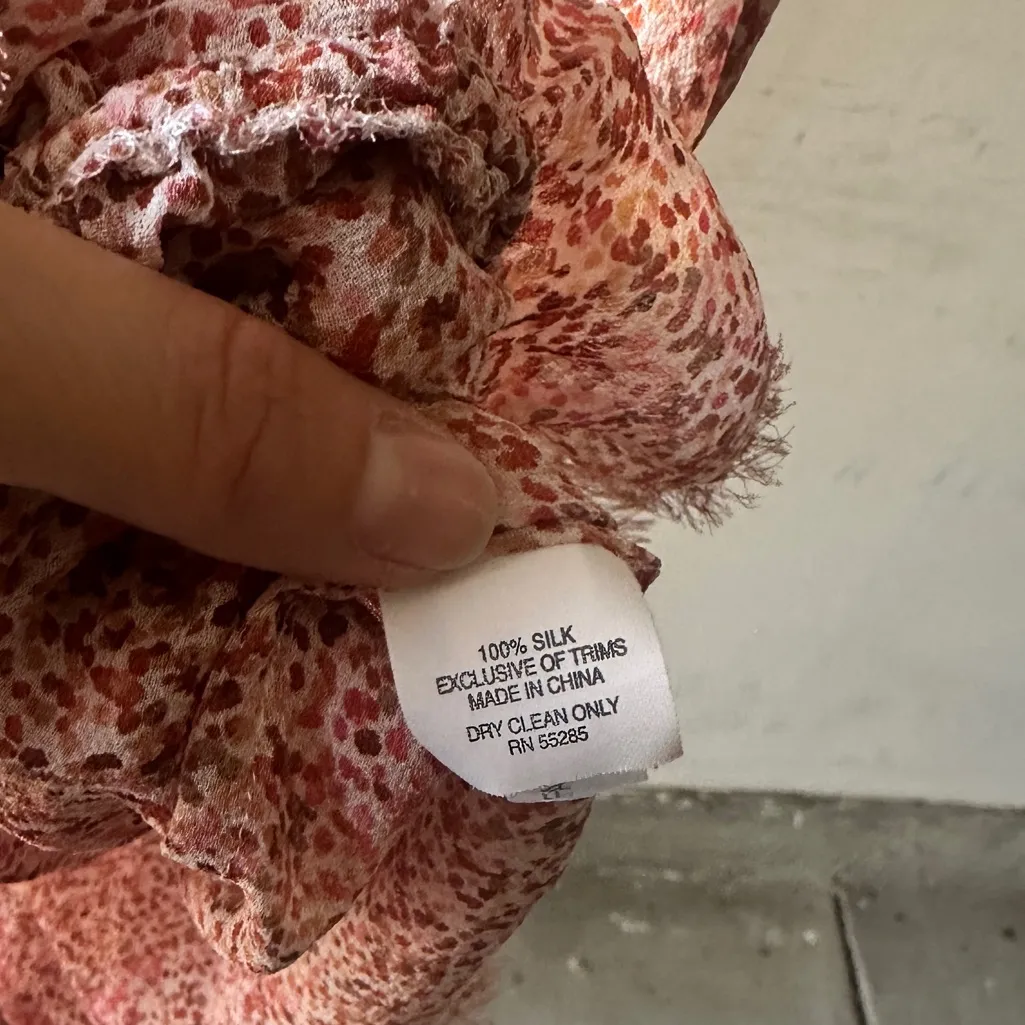 100% SILK
EXCLUSIVE OF TRIMS
MADE IN CHINA
DRY CLEAN ONLY
RN 55285